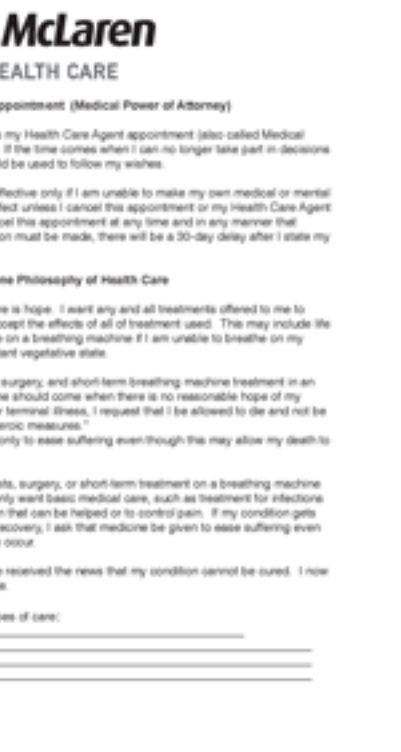 McLaren
EALTH CARE
ppointment (Medical Power of Attorney)
s my Health Care Agent appointment (also called Medical
If the time comes when I can no longer take part in decisions
ld be used to follow my wishes.
ffective only if I am unable to make my own medical or mental
fect unless I cancel this appointment or my Health Care Agent
cel this appointment at any time and in any manner that
on must be made, there will be a 30-day delay after I state my
ne Philosophy of Health Care
re is hope. I want any and all treatments offered to me to
ccept the effects of all of treatment used. This may include life
e on a breathing machine if I am unable to breathe on my
tant vegetative state.
surgery, and short-term breathing machine treatment in an
me should come when there is no reasonable hope of my
r terminal illness, I request that I be allowed to die and not be
eroic measures."
only to ease suffering even though this may allow my death to
sts, surgery, or short-term treatment on a breathing machine
nly want basic medical care, such as treatment for infections
n that can be helped or to control pain. If my condition gets
ecovery, I ask that medicine be given to ease suffering even
occur.
e received the news that my condition cannot be cured. I now
e.
es of care: